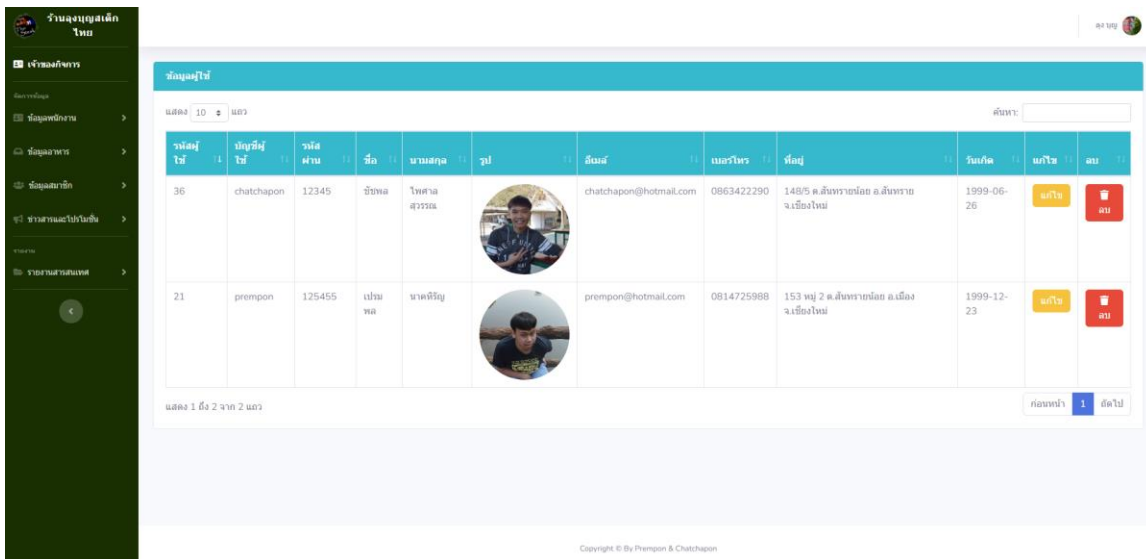 ร้านลุงบุญสเต็ก
ไทย
ลุง บุญ
เจ้าของกิจการ
จัดการข้อมูล
ข้อมูลพนักงาน
ข้อมูลอาหาร
ข้อมูลสมาชิก
ข่าวสารและโปรโมชั่น
รายงาน
รายงานสารสนเทศ
ข้อมูลผู้ใช้
แสดง 10 แถว
ค้นหา:
รหัสผู้ใช้ บัญชีผู้ใช้ รหัสผ่าน ชื่อ นามสกุล รูป อีเมล์ เบอร์โทร ที่อยู่ วันเกิด แก้ไข ลบ
36 chatchapon 12345 ชัชพล ไพศาล chatchapon@hotmail.com 0863422290 148/5 ต.สันทรายน้อย อ.สันทราย 1999-06- แก้ไข ลบ
สุวรรณ จ.เชียงใหม่ 26
21 prempon 125455 เปรม นาคหิรัญ prempon@hotmail.com 0814725988 153 หมู่ 2 ต.สันทรายน้อย อ.เมือง 1999-12- แก้ไข ลบ
พล จ.เชียงใหม่ 23
แสดง 1 ถึง 2 จาก 2 แถว
ก่อนหน้า 1 ถัดไป
Copyright © By Prempon & Chatchapon